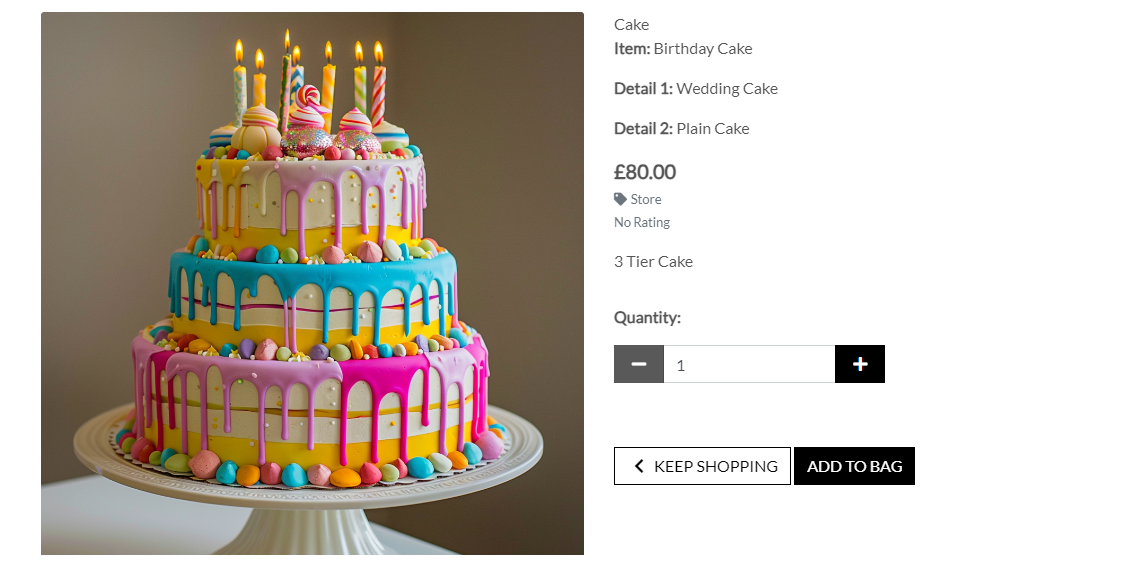 Cake
Item: Birthday Cake
Detail 1: Wedding Cake
Detail 2: Plain Cake
£80.00
Store
No Rating
3 Tier Cake
Quantity:
1
KEEP SHOPPING
ADD TO BAG